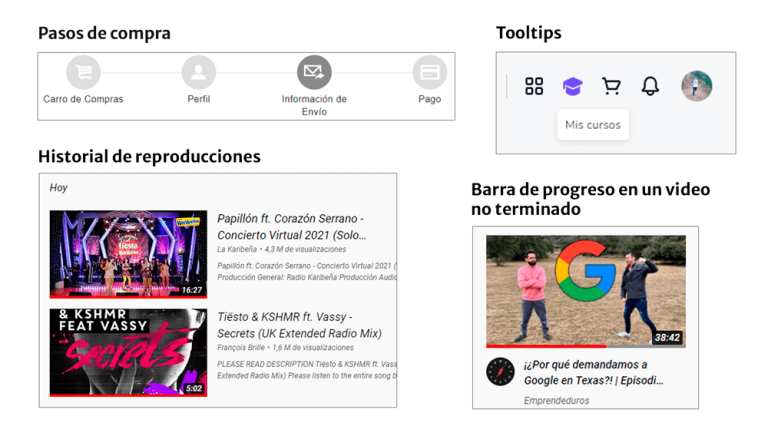 Pasos de compra
Carro de Compras
Perfil
Información de
Envío
Pago
Tooltips
Mis cursos
Historial de reproducciones
Hoy
fiesta
Karibeña
Karibeña
16:27
Papillón ft. Corazón Serrano -
Concierto Virtual 2021 (Solo...
La Karibeña • 4,3 M de visualizaciones
Papillón ft. Corazón Serrano - Concierto Virtual 2021 (
Producción General: Radio Karibeña Producción Audio
& KSHMR
FEAT VASSY
secrets
5:02
Tiësto & KSHMR ft. Vassy -
Secrets (UK Extended Radio Mix)
François Brille • 1,6 M de visualizaciones
PLEASE READ DESCRIPTION Tiësto & KSHMR ft. Vass
Extended Radio Mix) Please listen to the entire song b
Barra de progreso en un video
no terminado
38:42
¡¿Por qué demandamos a
Google en Texas?! | Episodi...
Emprendeduros